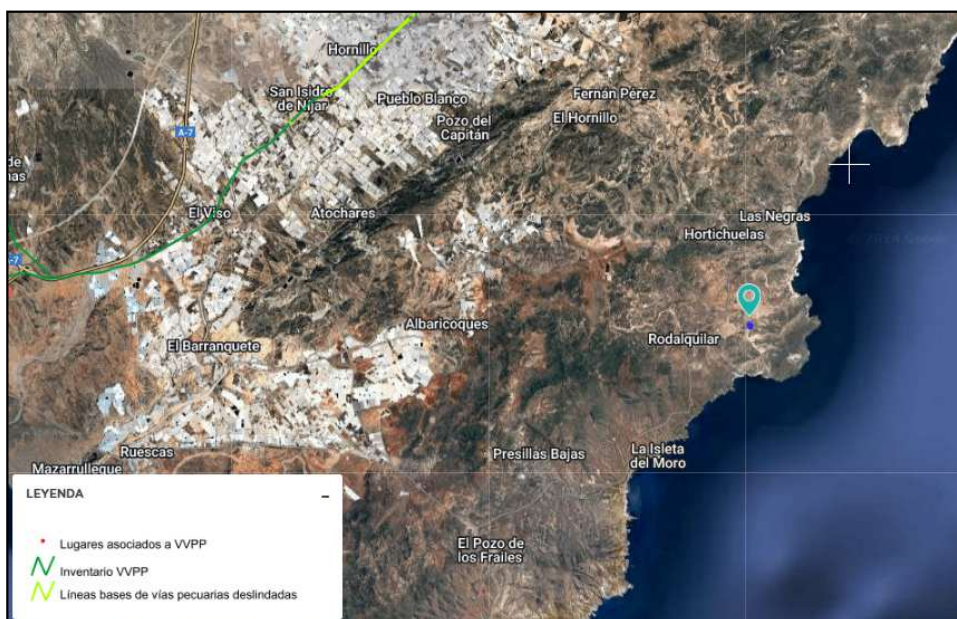 Hornillo
San Isidro
de Níjar
Pueblo Blanco
Fernán Pérez
Pozo del
Capitán
El Hornillo
A-7
de
nas
El Viso
Atochares
Las Negras
Hortichuelas
A-7
Albaricoques
El Barranquete
Rodalquilar
Ruescas
Presillas Bajas
La Isleta
del Moro
Mazarrulleque
El Pozo de
los Frailes
LEYENDA
Lugares asociados a VVPP
Inventario VVPP
Líneas bases de vías pecuarias deslindadas